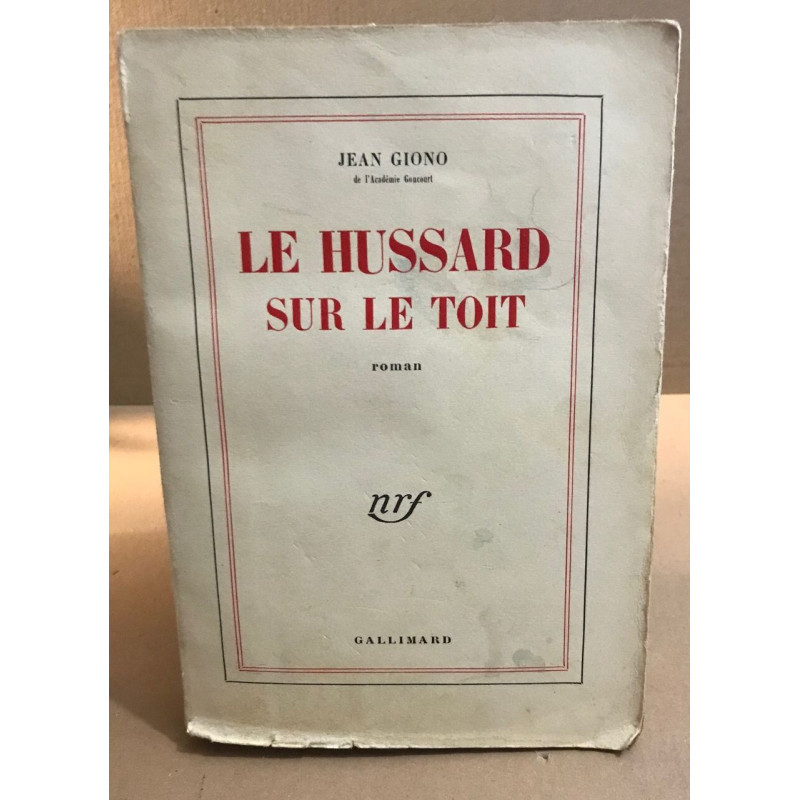 JEAN GIONO
de l'Académie Goncourt
LE HUSSARD
SUR LE TOIT
roman
nrf
GALLIMARD